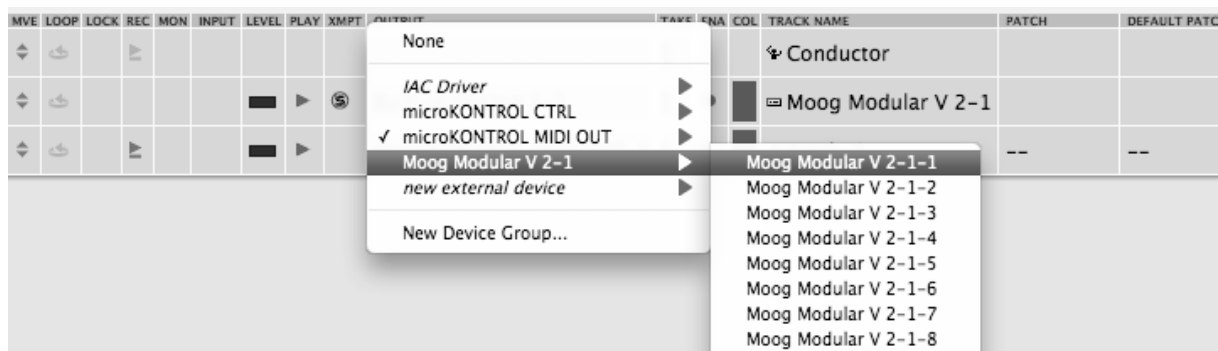 MVE LOOP LOCK REC MON INPUT LEVEL PLAY XMPT OUTPUT TAKE ENA COL TRACK NAME PATCH DEFAULT PATC
None
Conductor
IAC Driver
microKONTROL CTRL
Moog Modular V 2-1
✓ microKONTROL MIDI OUT
Moog Modular V 2-1
-- --
new external device
New Device Group...
Moog Modular V 2-1-1
Moog Modular V 2-1-2
Moog Modular V 2-1-3
Moog Modular V 2-1-4
Moog Modular V 2-1-5
Moog Modular V 2-1-6
Moog Modular V 2-1-7
Moog Modular V 2-1-8